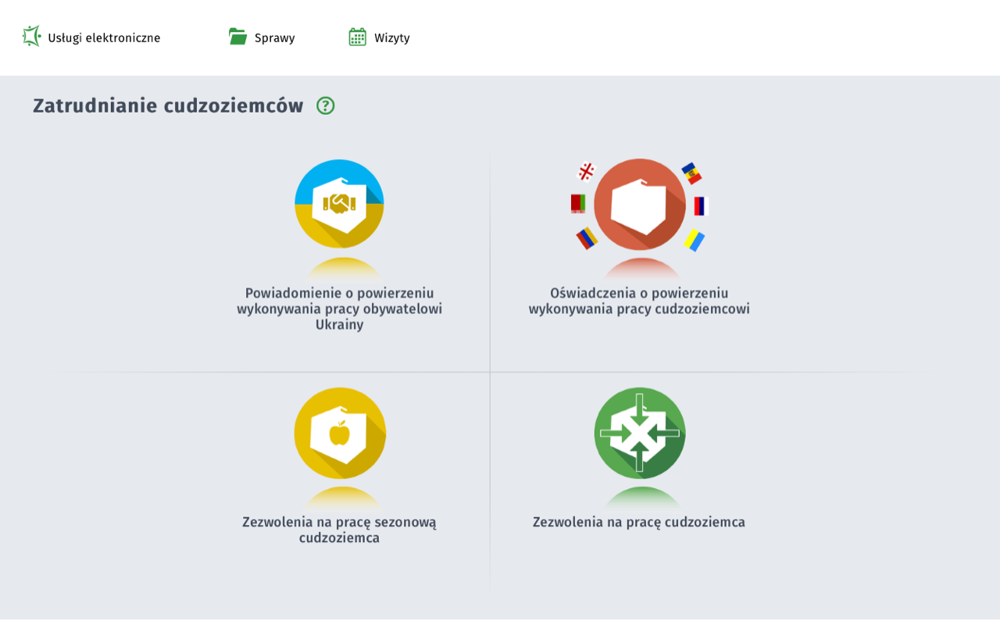 Usługi elektroniczne
Sprawy
Wizyty
Zatrudnianie cudzoziemców ?
Powiadomienie o powierzeniu
wykonywania pracy obywatelowi
Ukrainy
Oświadczenia o powierzeniu
wykonywania pracy cudzoziemcowi
Zezwolenia na pracę sezonową
cudzoziemca
Zezwolenia na pracę cudzoziemca